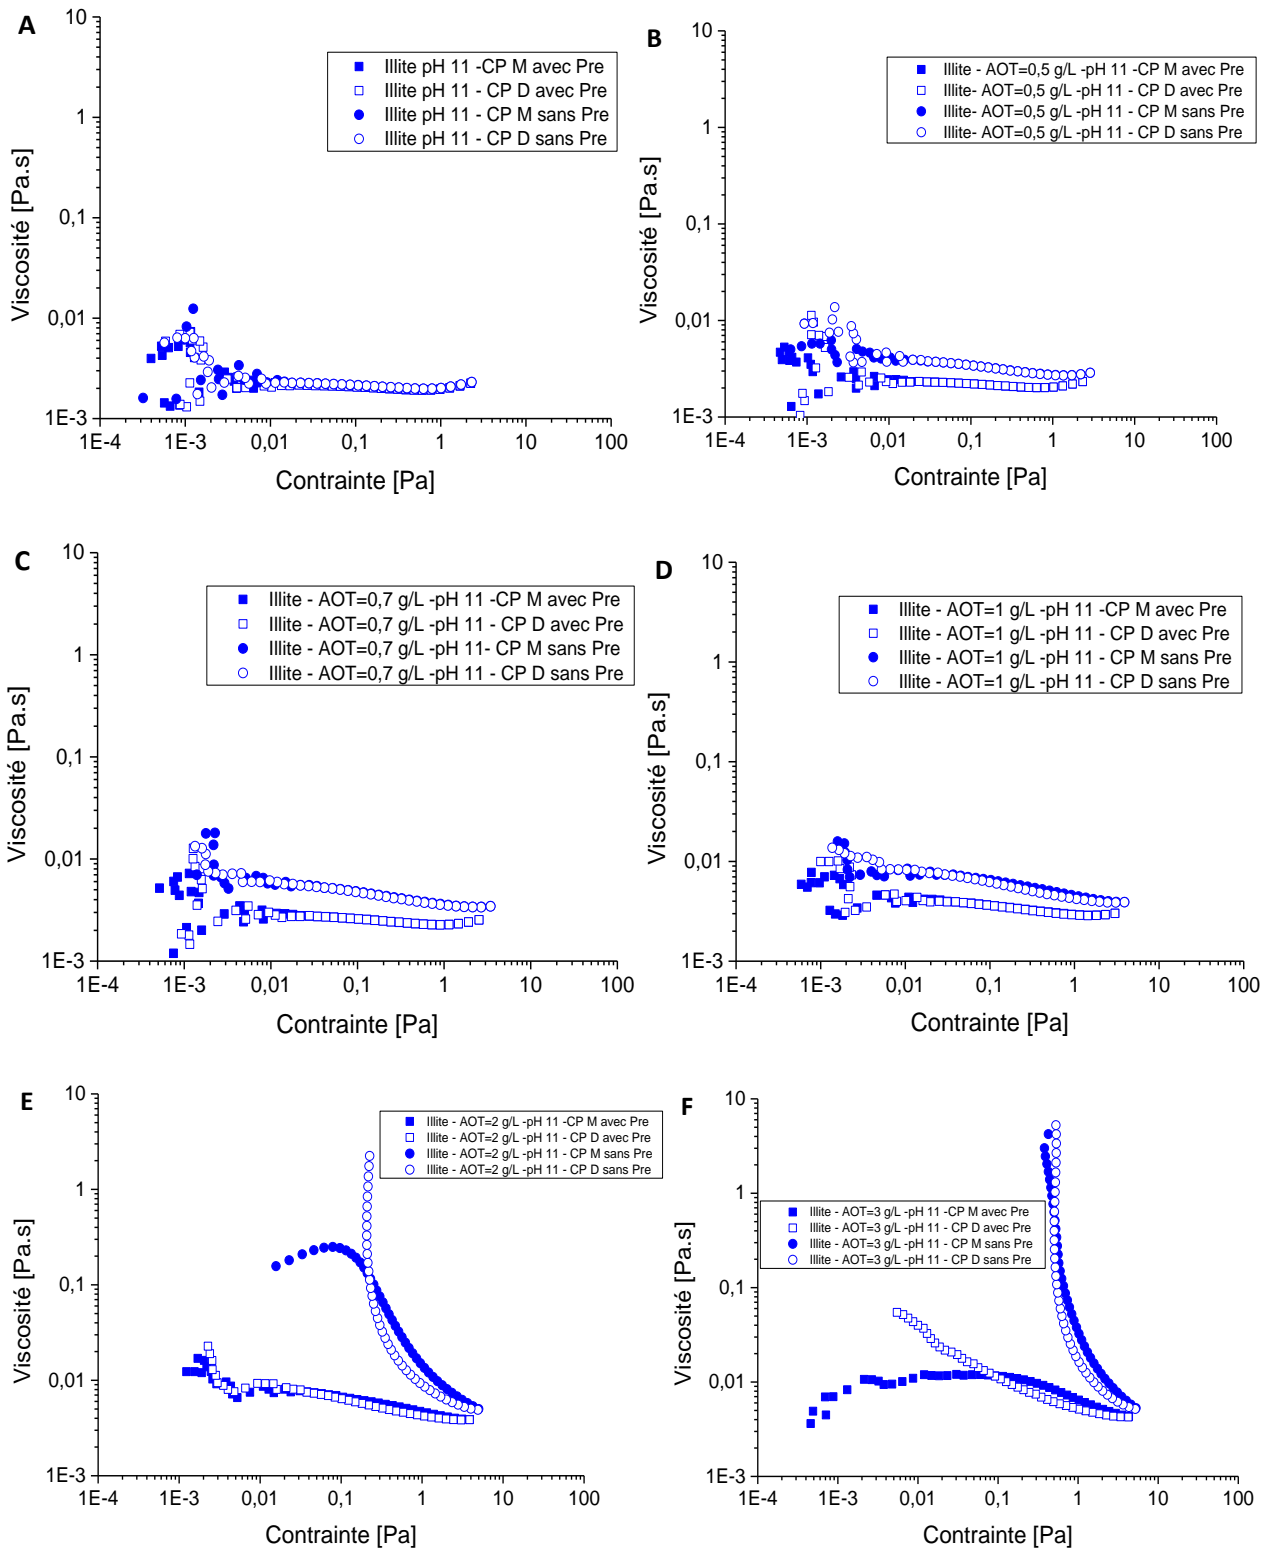 A
10
1
0,1
0,01
1E-3
1E-4
1E-3
0,01
0,1
1
10
100
Viscosité [Pa.s]
Contrainte [Pa]
Illite pH 11 -CP M avec Pre
Illite pH 11 - CP D avec Pre
Illite pH 11 - CP M sans Pre
Illite pH 11 - CP D sans Pre
B
10
1
0,1
0,01
1E-3
1E-4
1E-3
0,01
0,1
1
10
100
Viscosité [Pa.s]
Contrainte [Pa]
Illite - AOT=0,5 g/L -pH 11 -CP M avec Pre
Illite- AOT=0,5 g/L -pH 11 - CP D avec Pre
Illite- AOT=0,5 g/L -pH 11 - CP M sans Pre
Illite- AOT=0,5 g/L -pH 11 - CP D sans Pre
C
10
1
0,1
0,01
1E-3
1E-4
1E-3
0,01
0,1
1
10
100
Viscosité [Pa.s]
Contrainte [Pa]
Illite - AOT=0,7 g/L -pH 11 -CP M avec Pre
Illite - AOT=0,7 g/L -pH 11 - CP D avec Pre
Illite - AOT=0,7 g/L -pH 11- CP M sans Pre
Illite - AOT=0,7 g/L -pH 11 - CP D sans Pre
D
10
1
0,1
0,01
1E-3
1E-4
1E-3
0,01
0,1
1
10
100
Viscosité [Pa.s]
Contrainte [Pa]
Illite - AOT=1 g/L -pH 11 -CP M avec Pre
Illite - AOT=1 g/L -pH 11 - CP D avec Pre
Illite - AOT=1 g/L -pH 11 - CP M sans Pre
Illite - AOT=1 g/L -pH 11 - CP D sans Pre
E
10
1
0,1
0,01
1E-3
1E-4
1E-3
0,01
0,1
1
10
100
Viscosité [Pa.s]
Contrainte [Pa]
Illite - AOT=2 g/L -pH 11 -CP M avec Pre
Illite - AOT=2 g/L -pH 11 - CP D avec Pre
Illite - AOT=2 g/L -pH 11 - CP M sans Pre
Illite - AOT=2 g/L -pH 11 - CP D sans Pre
F
10
1
0,1
0,01
1E-3
1E-4
1E-3
0,01
0,1
1
10
100
Viscosité [Pa.s]
Contrainte [Pa]
Illite - AOT=3 g/L -pH 11 -CP M avec Pre
Illite - AOT=3 g/L -pH 11 - CP D avec Pre
Illite - AOT=3 g/L -pH 11 - CP M sans Pre
Illite - AOT=3 g/L -pH 11 - CP D sans Pre